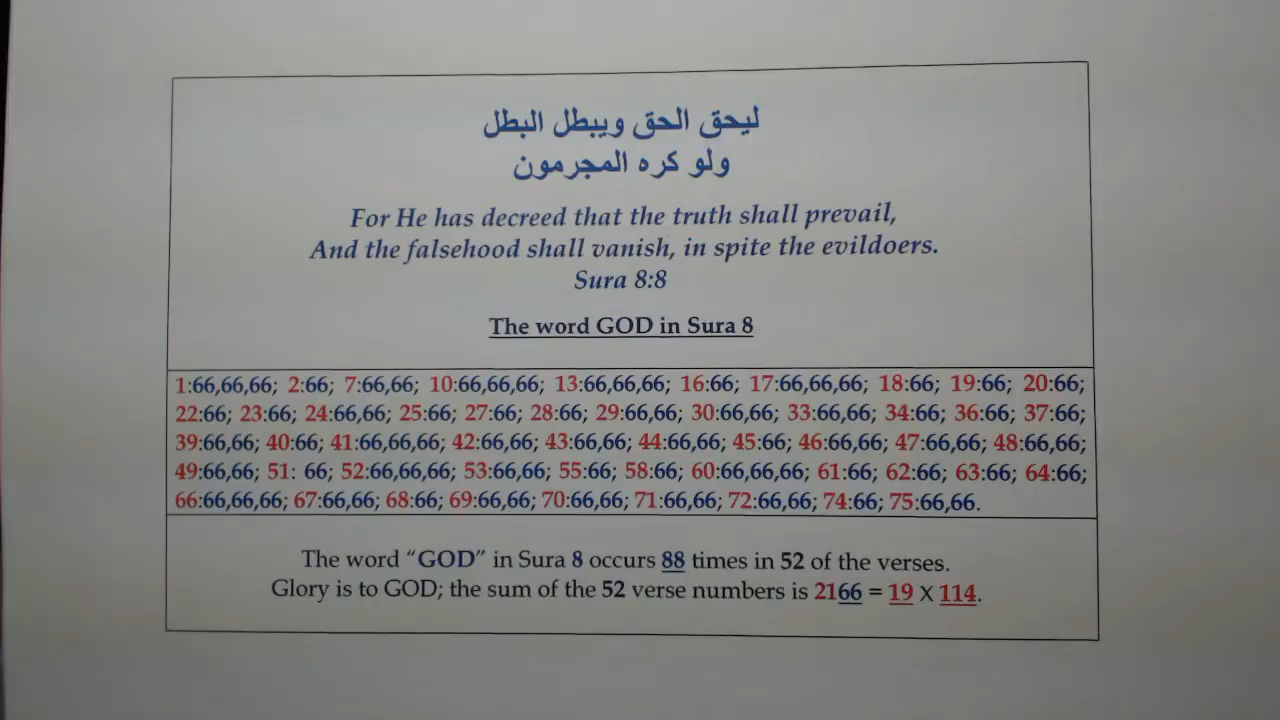 ليحق الحق ويبطل البطل
ولو كره المجرمون
For He has decreed that the truth shall prevail,
And the falsehood shall vanish, in spite the evildoers.
Sura 8:8
The word GOD in Sura 8
1:66,66,66; 2:66; 7:66,66; 10:66,66,66; 13:66,66,66; 16:66; 17:66,66,66; 18:66; 19:66; 20:66;
22:66; 23:66; 24:66,66; 25:66; 27:66; 28:66; 29:66,66; 30:66,66; 33:66,66; 34:66; 36:66; 37:66;
39:66,66; 40:66; 41:66,66,66; 42:66,66; 43:66,66; 44:66,66; 45:66; 46:66,66; 47:66,66; 48:66,66;
49:66,66; 51: 66; 52:66,66,66; 53:66,66; 55:66; 58:66; 60:66,66,66; 61:66; 62:66; 63:66; 64:66;
66:66,66,66; 67:66,66; 68:66; 69:66,66; 70:66,66; 71:66,66; 72:66,66; 74:66; 75:66,66.
The word “GOD” in Sura 8 occurs 88 times in 52 of the verses.
Glory is to GOD; the sum of the 52 verse numbers is 2166 = 19 X 114.